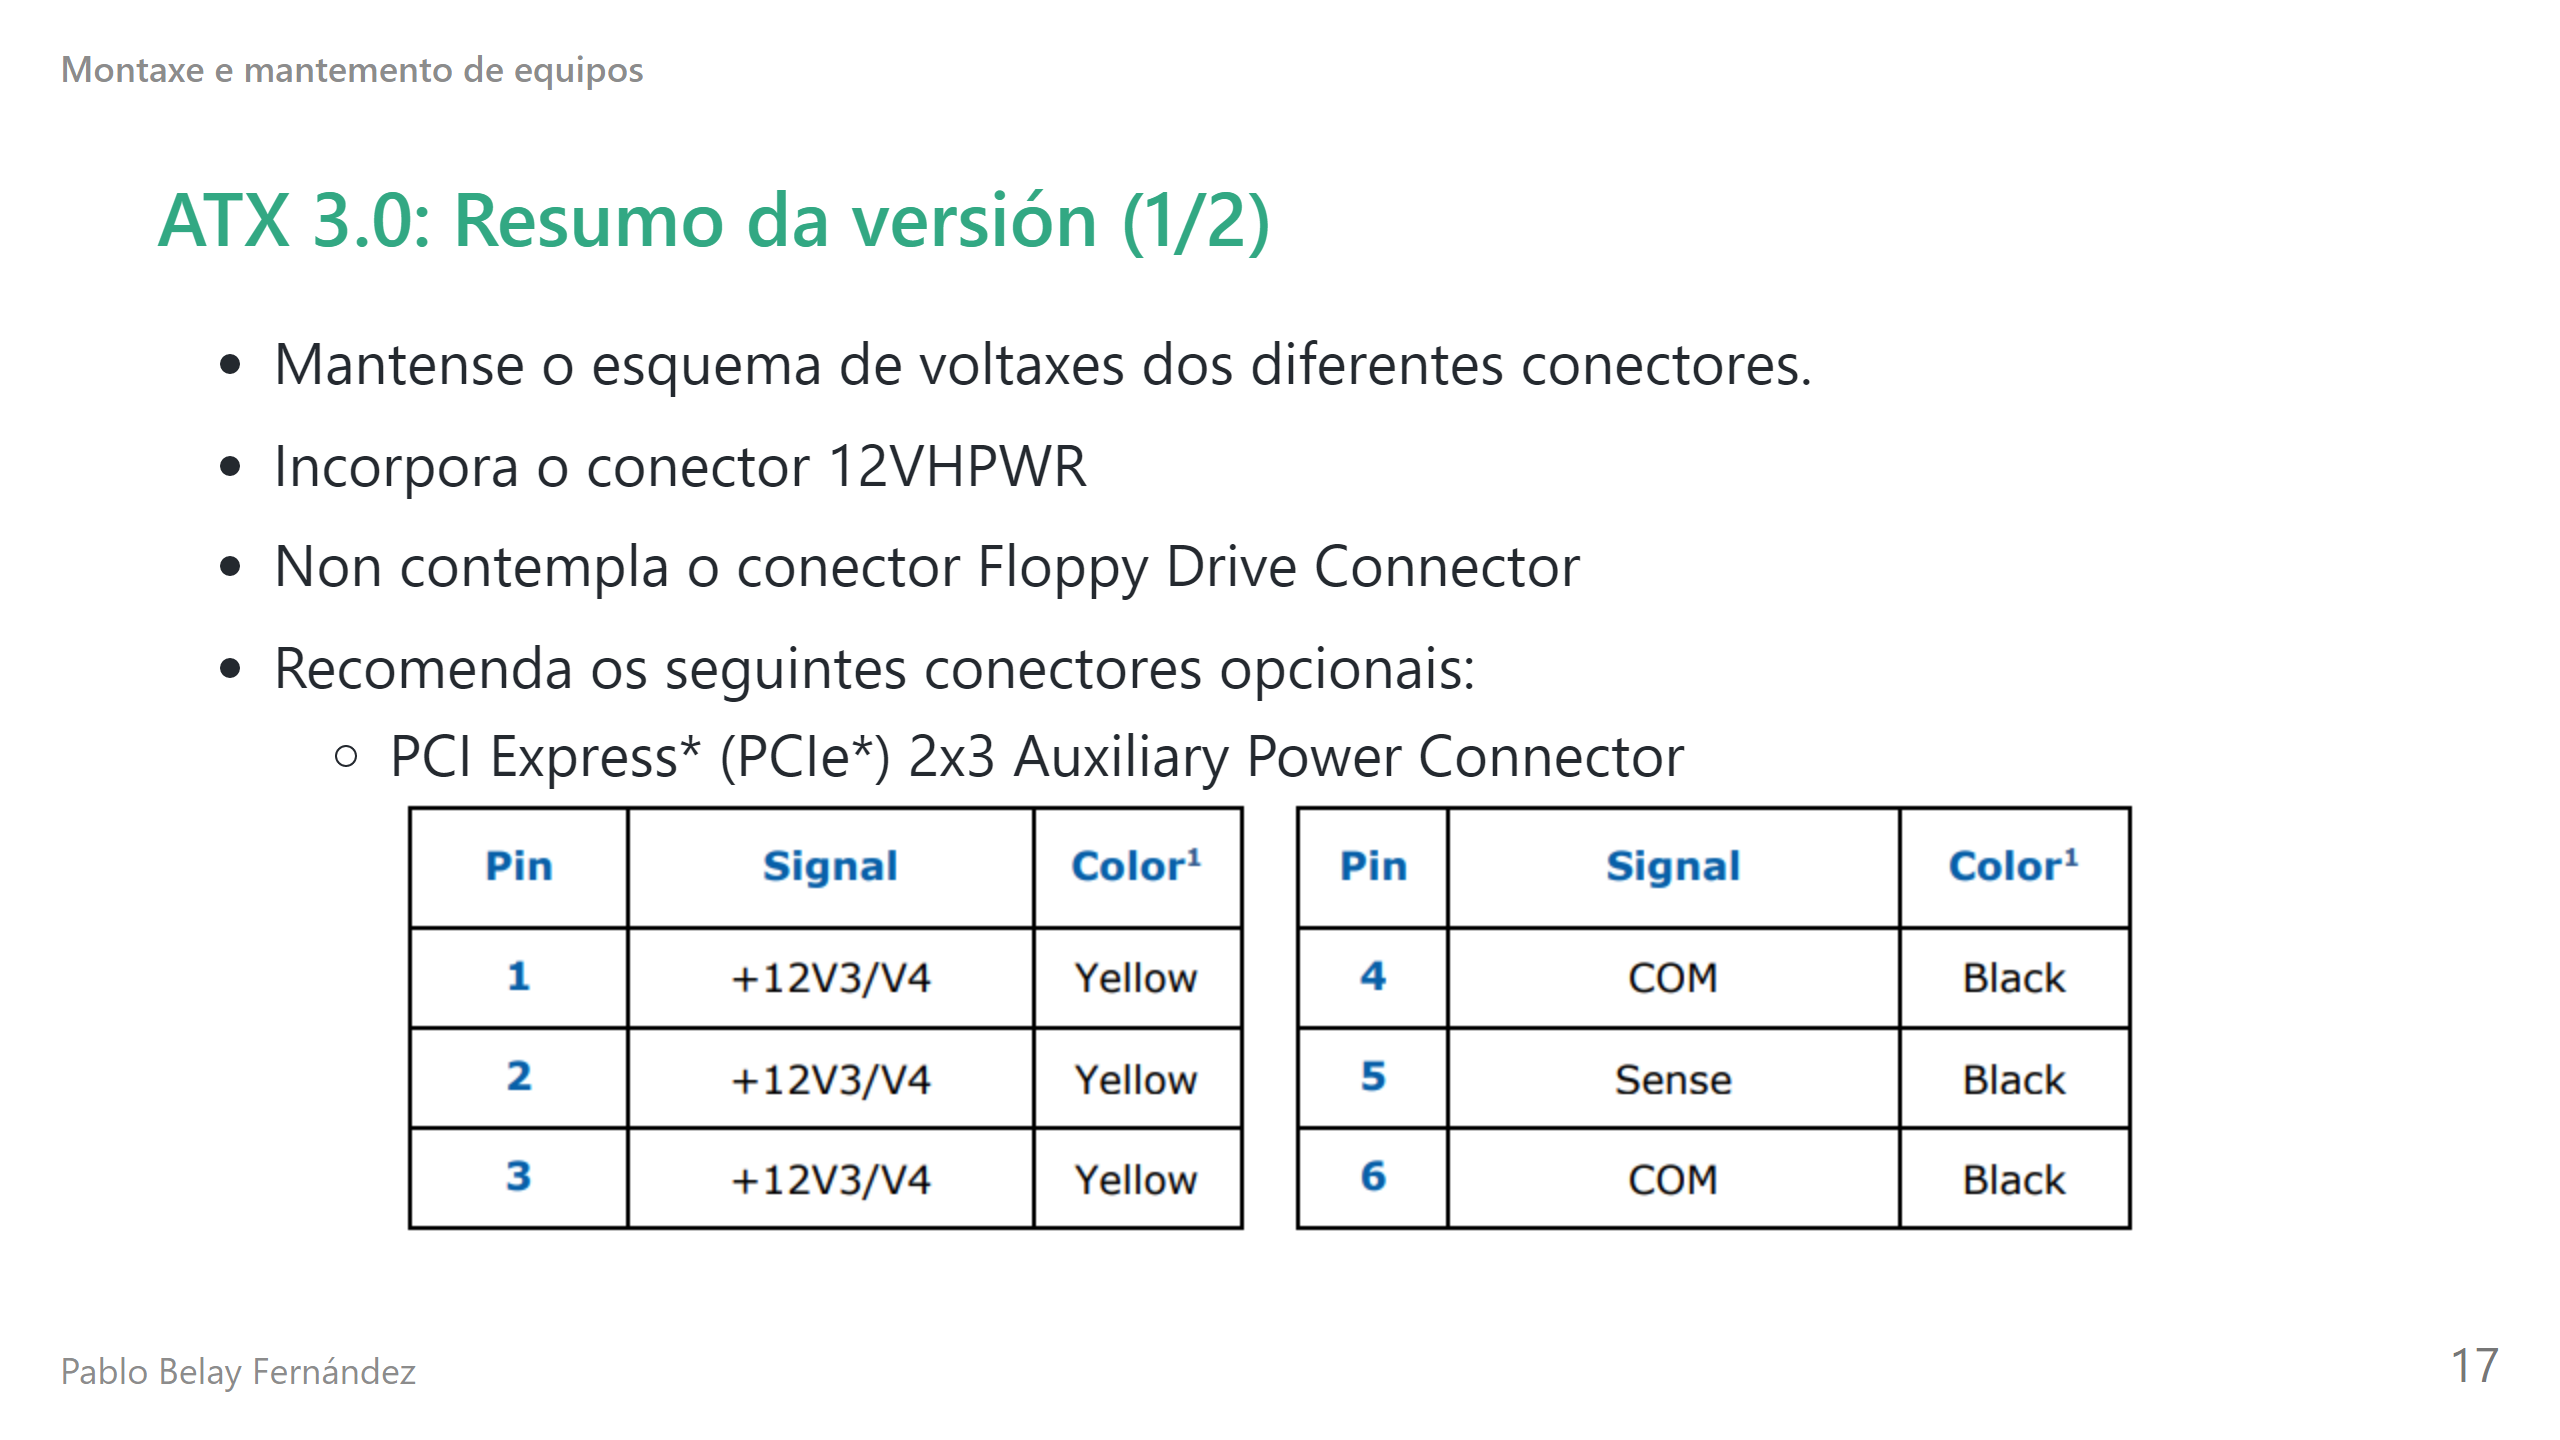 Montaxe e mantemento de equipos
ATX 3.0: Resumo da versión (1/2)
Mantense o esquema de voltaxes dos diferentes conectores.
Incorpora o conector 12VHPWR
Non contempla o conector Floppy Drive Connector
Recomenda os seguintes conectores opcionais:
PCI Express* (PCIe*) 2x3 Auxiliary Power Connector
Pin Signal Color¹ Pin Signal Color¹
1 +12V3/V4 Yellow 4 COM Black
2 +12V3/V4 Yellow 5 Sense Black
3 +12V3/V4 Yellow 6 COM Black
Pablo Belay Fernández
17